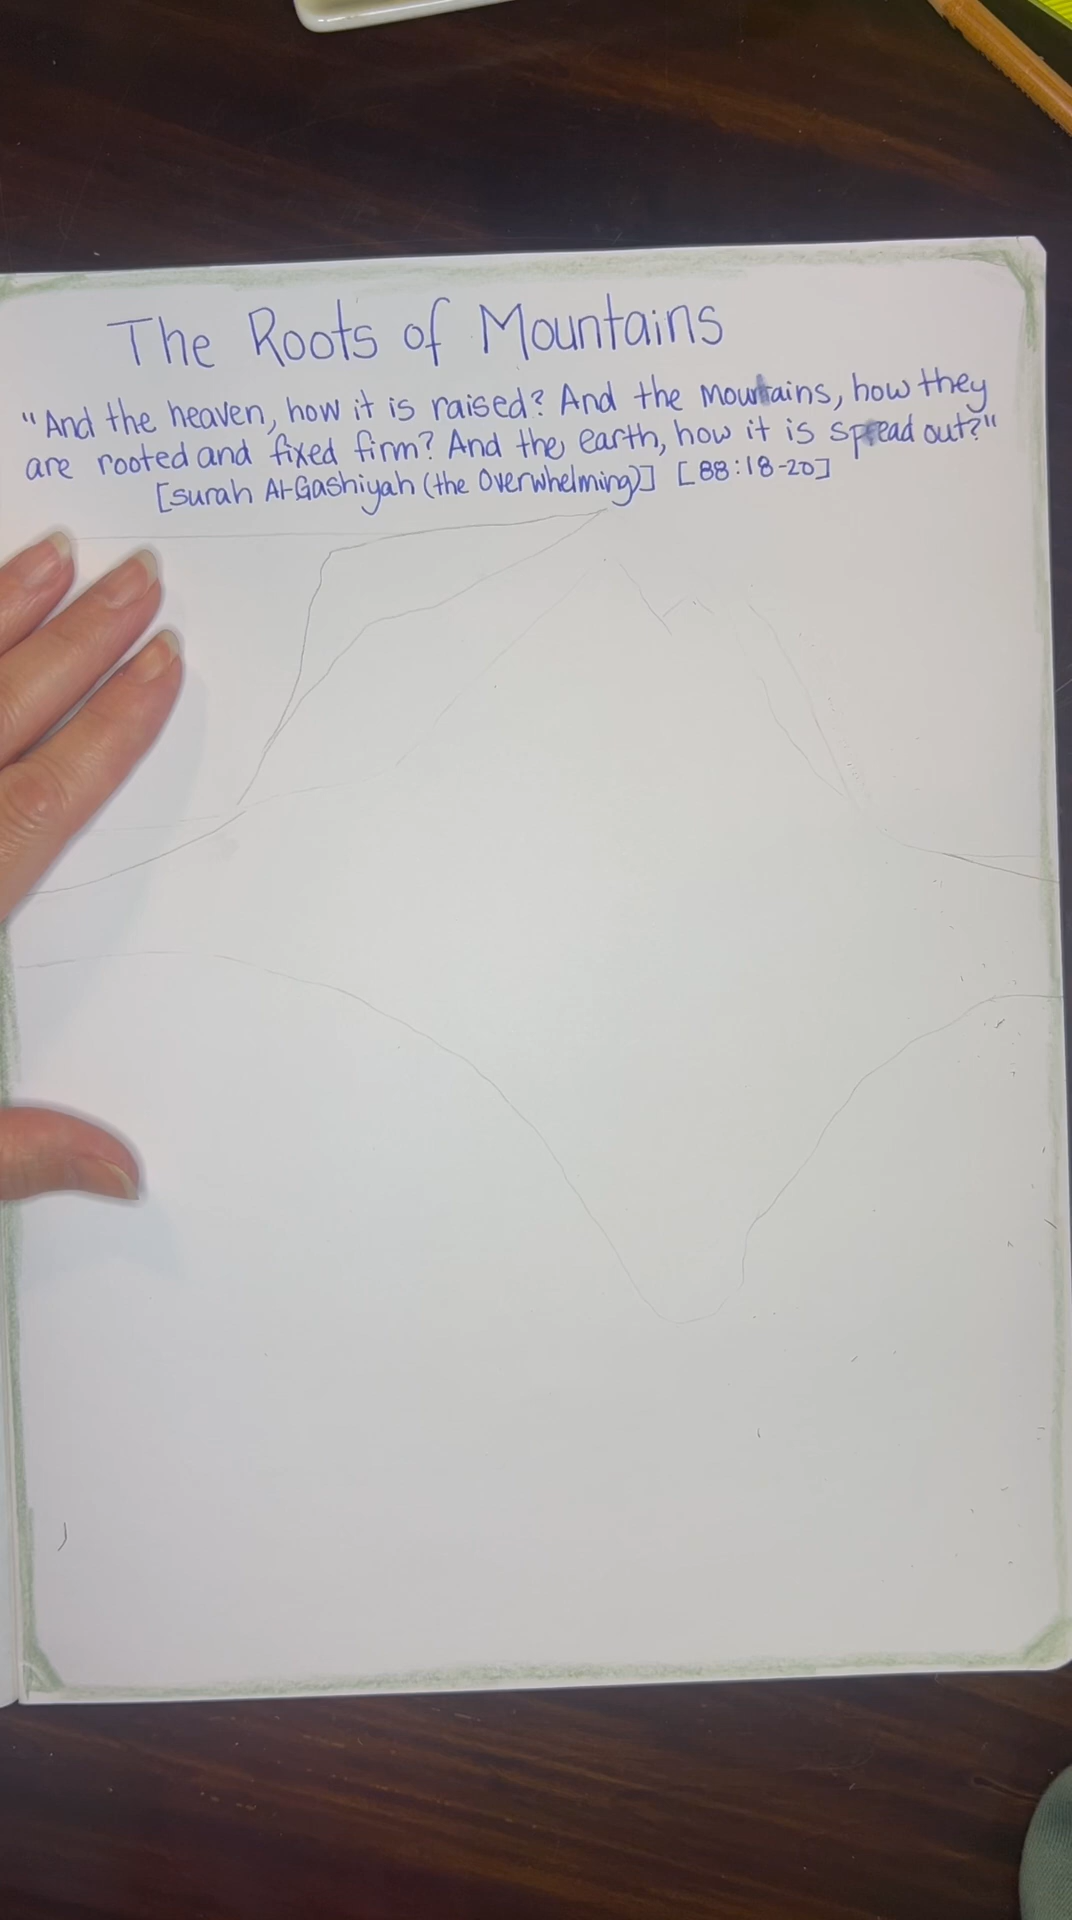 The Roots of Mountains
"And the heaven, how it is raised? And the mountains, how they
are rooted and fixed firm? And the earth, how it is spread out?"
[surah Al-Gashiyah (the Overwhelming)] [88:18-20]